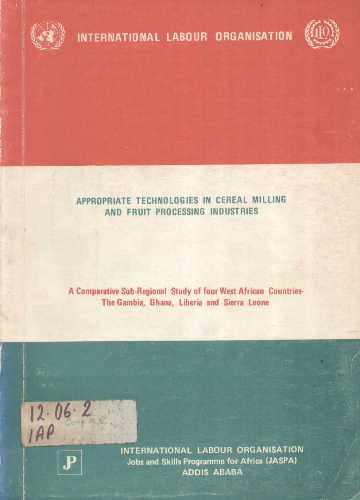 INTERNATIONAL LABOUR ORGANISATION
ILO
APPROPRIATE TECHNOLOGIES IN CEREAL MILLING
AND FRUIT PROCESSING INDUSTRIES
A Comparative Sub-Regional Study of four West African Countries-
The Gambia, Ghana, Liberia and Sierra Leone
12.06.2
IAP
JP
INTERNATIONAL LABOUR ORGANISATION
Jobs and Skills Programme for Africa (JASPA)
ADDIS ABABA